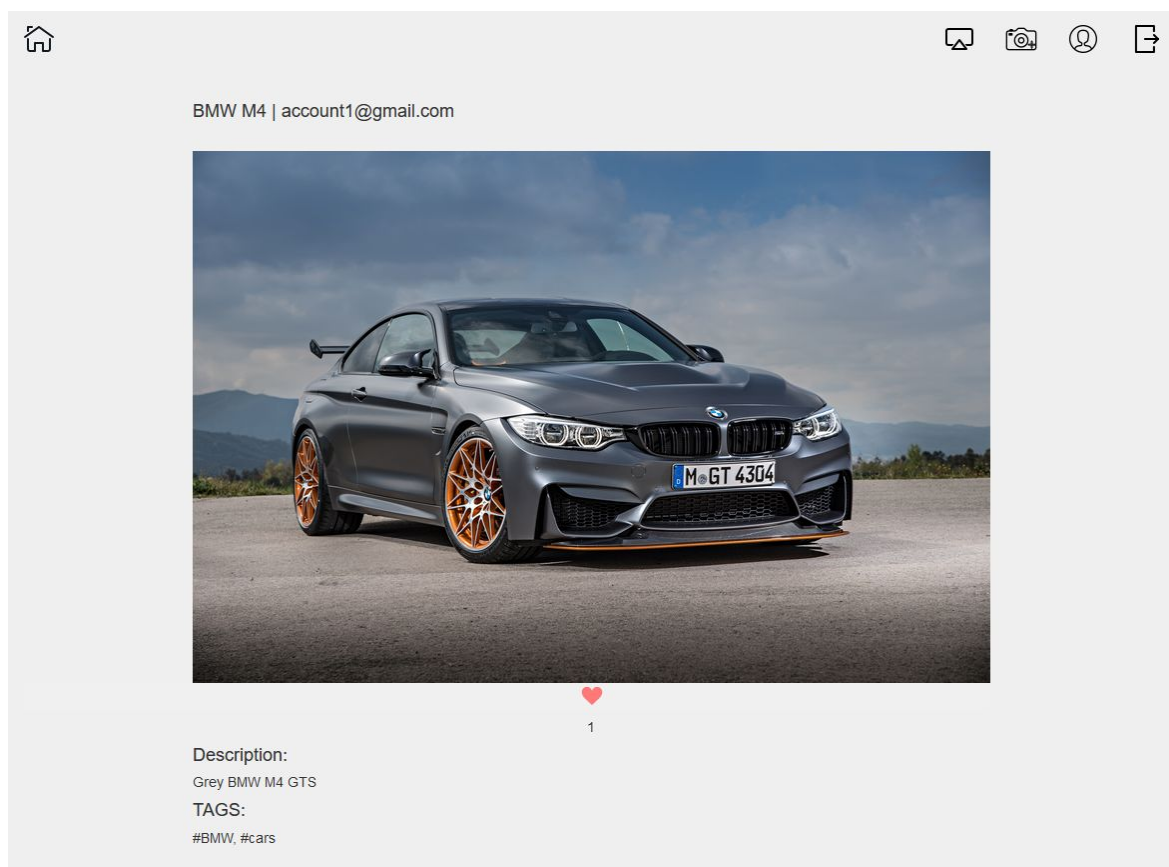 BMW M4 | account1@gmail.com
M GT 4304
D
1
Description:
Grey BMW M4 GTS
TAGS:
#BMW, #cars